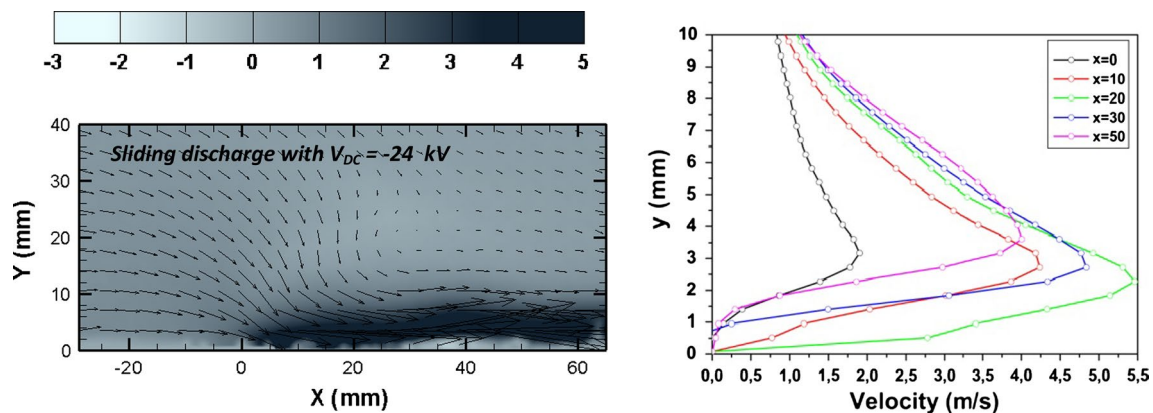 -3 -2 -1 0 1 2 3 4 5
Sliding discharge with V_DC = -24 kV
Y (mm)
40
30
20
10
0
-20 0 20 40 60
X (mm)
y (mm)
10
9
8
7
6
5
4
3
2
1
0
x=0
x=10
x=20
x=30
x=50
0,0 0,5 1,0 1,5 2,0 2,5 3,0 3,5 4,0 4,5 5,0 5,5
Velocity (m/s)